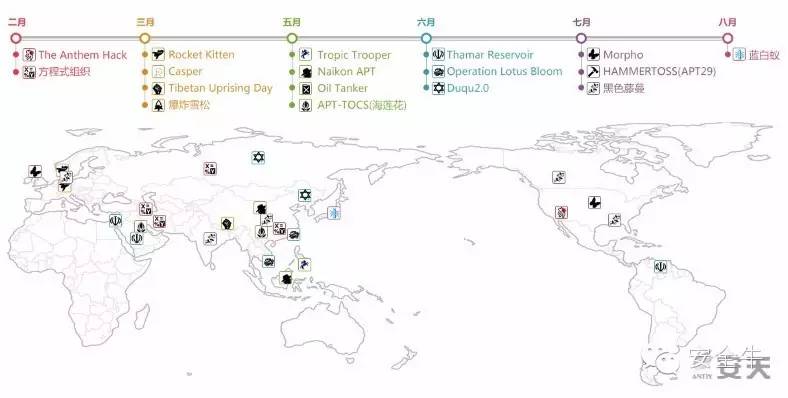 二月
三月
五月
六月
七月
八月
The Anthem Hack
方程式组织
Rocket Kitten
Casper
Tibetan Uprising Day
爆炸雪松
Tropic Trooper
Naikon APT
Oil Tanker
APT-TOCS(海莲花)
Thamar Reservoir
Operation Lotus Bloom
Duqu2.0
Morpho
HAMMERTOSS(APT29)
黑色藤蔓
蓝白蚁
安全牛
ANTIY 安天